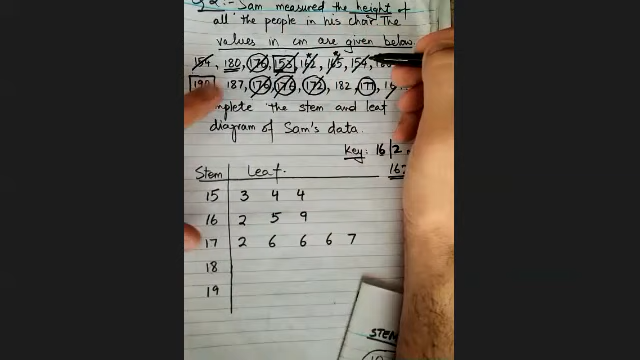 Q2:- Sam measured the height of
all the people in his choir. The
values in cm are given below
154, 180, 176, 153, 162, 165, 154,
190, 187, 176, 176, 172, 182, 177, 16
mplete the stem and leaf
diagram of Sam's data.
Key: 16|2
Stem Leaf.
15 3 4 4
16 2 5 9
17 2 6 6 6 7
18
19
STEM